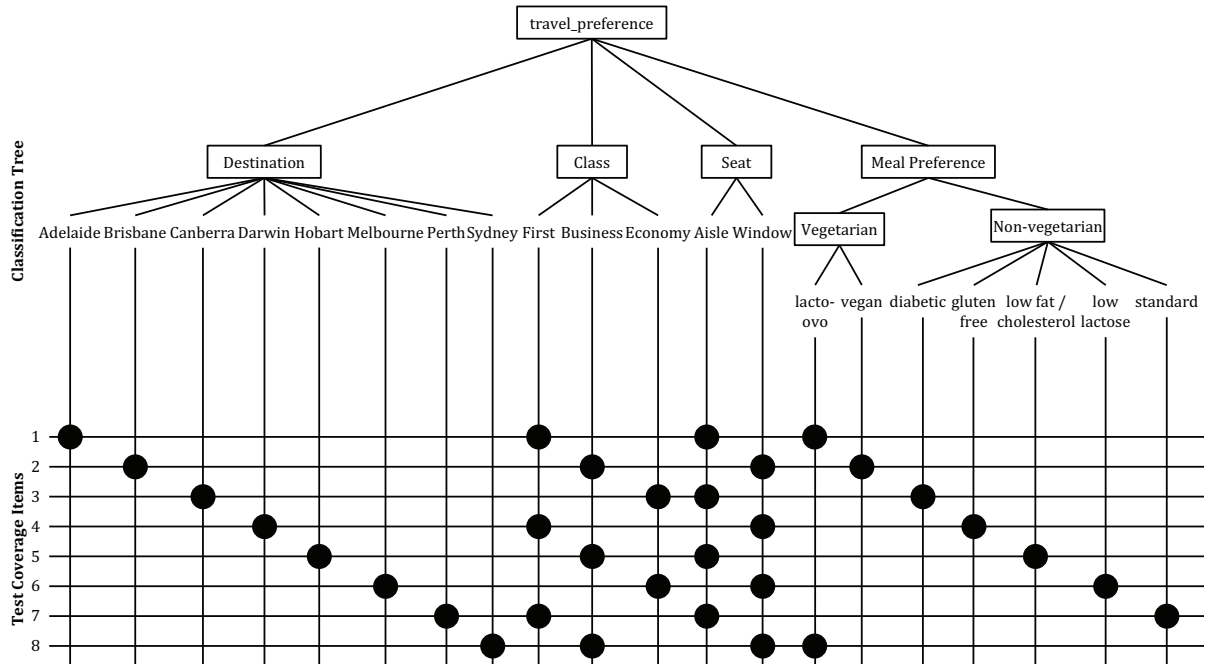 travel_preference
Classification Tree
Destination
Class
Seat
Meal Preference
Adelaide Brisbane Canberra Darwin Hobart Melbourne Perth Sydney First Business Economy Aisle Window
Vegetarian
Non-vegetarian
lacto-
ovo
vegan
diabetic
gluten
free
low fat /
cholesterol
low
lactose
standard
Test Coverage Items
1
2
3
4
5
6
7
8